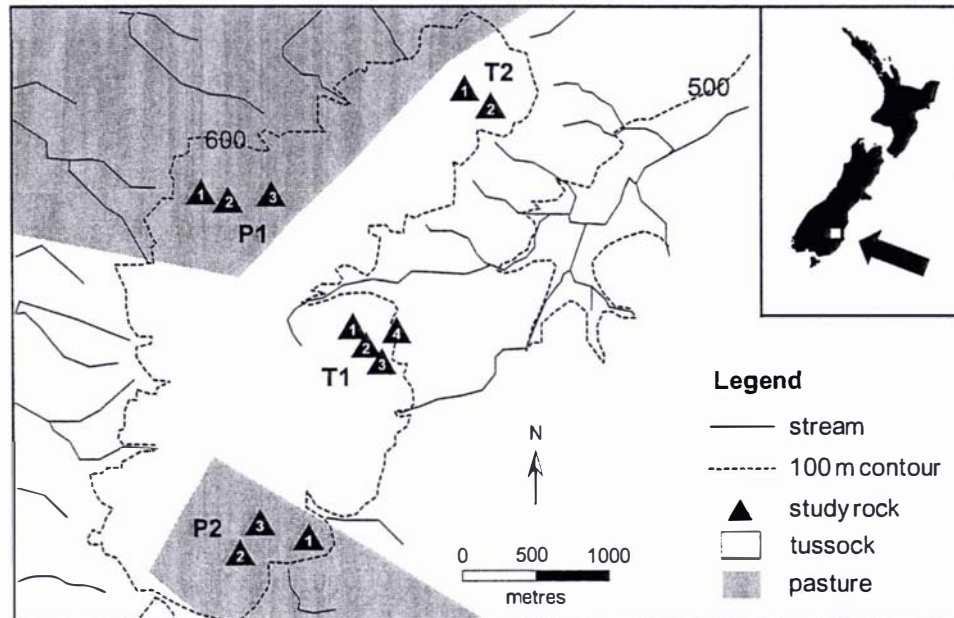 T2
1
2
500
600
1
2
3
P1
1
2
3
4
T1
P2
3
2
1
N
0 500 1000
metres
Legend
stream
100 m contour
study rock
tussock
pasture